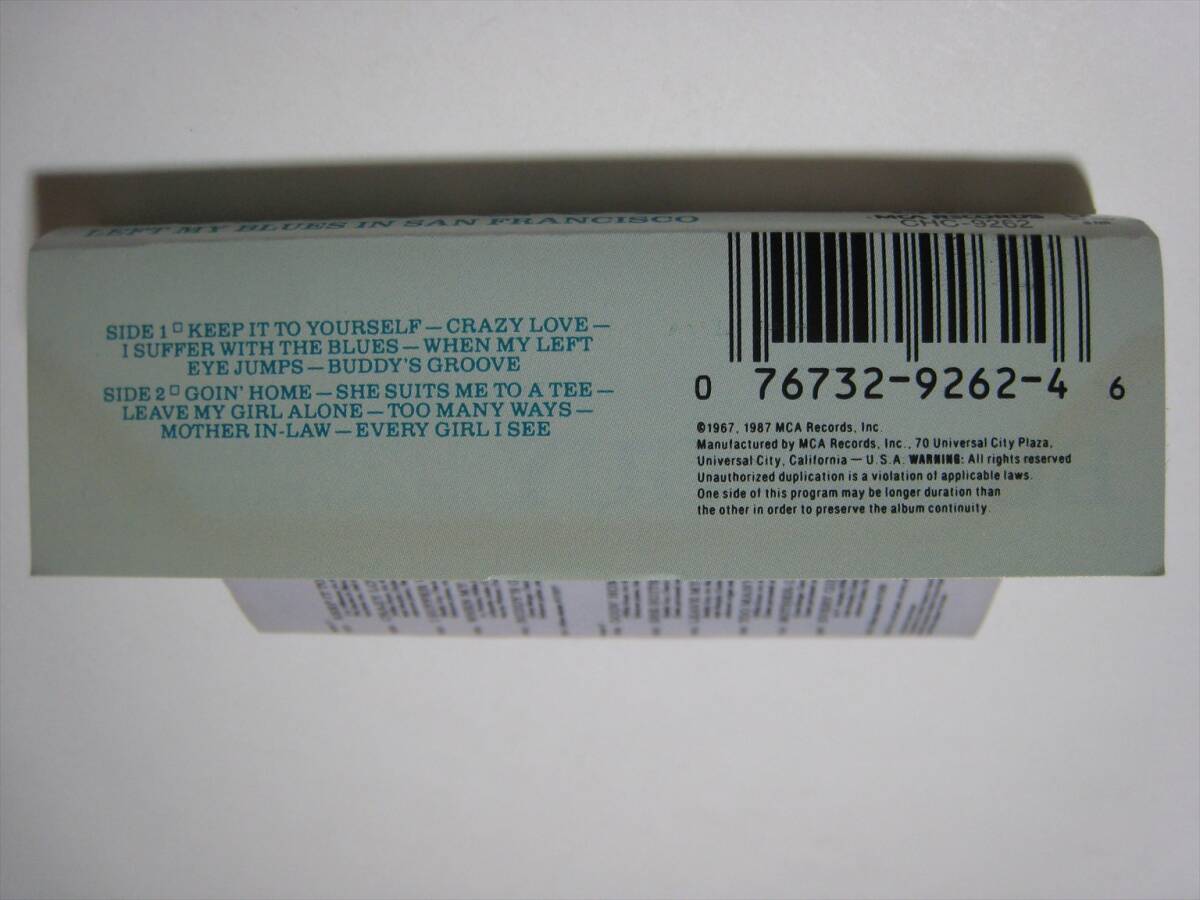 LEFT MY BLUES IN SAN FRANCISCO
MCA RECORDS
CHC-9262
SIDE 1 □ KEEP IT TO YOURSELF — CRAZY LOVE —
I SUFFER WITH THE BLUES — WHEN MY LEFT
EYE JUMPS — BUDDY'S GROOVE
SIDE 2 □ GOIN' HOME — SHE SUITS ME TO A TEE —
LEAVE MY GIRL ALONE — TOO MANY WAYS —
MOTHER IN-LAW — EVERY GIRL I SEE
0 76732-9262-4 6
©1967, 1987 MCA Records, Inc.
Manufactured by MCA Records, Inc., 70 Universal City Plaza,
Universal City, California — U.S.A. WARNING: All rights reserved
Unauthorized duplication is a violation of applicable laws.
One side of this program may be longer duration than
the other in order to preserve the album continuity.